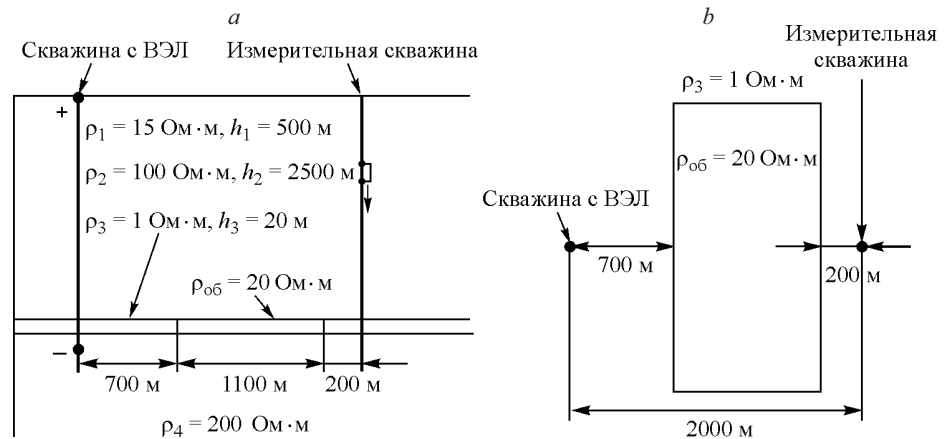 a
Скважина с ВЭЛ
Измерительная скважина
+
ρ₁ = 15 Ом·м, h₁ = 500 м
ρ₂ = 100 Ом·м, h₂ = 2500 м
ρ₃ = 1 Ом·м, h₃ = 20 м
ρоб = 20 Ом·м
–
700 м
1100 м
200 м
ρ₄ = 200 Ом·м
b
Измерительная
скважина
ρ₃ = 1 Ом·м
ρоб = 20 Ом·м
Скважина с ВЭЛ
700 м
200 м
2000 м